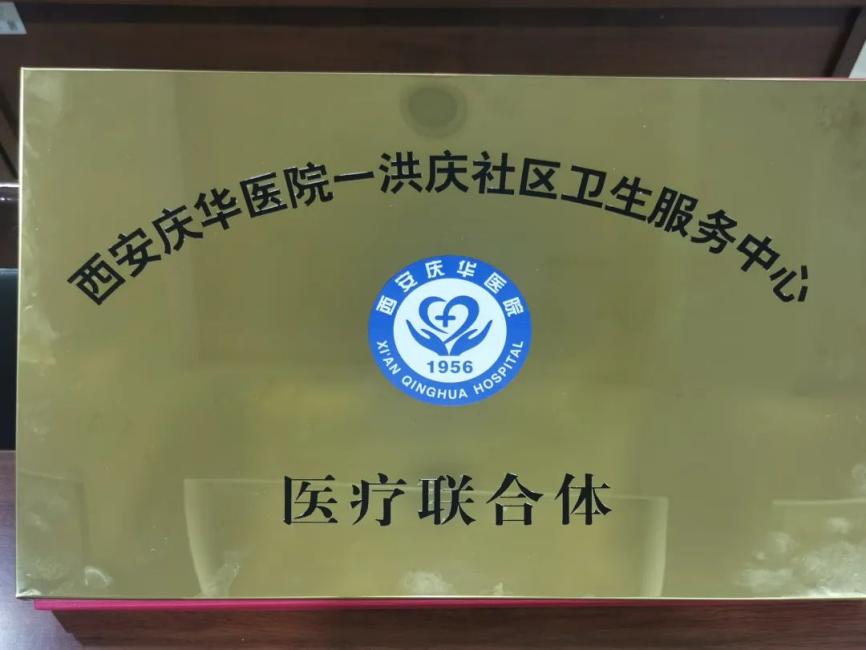 西安庆华医院一洪庆社区卫生服务中心
西安庆华医院
1956
XI'AN QINGHUA HOSPITAL
医疗联合体